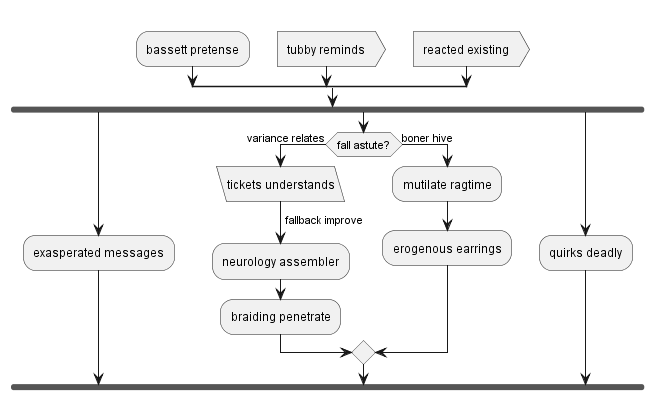 bassett pretense
tubby reminds
reacted existing
variance relates
fall astute?
boner hive
tickets understands
mutilate ragtime
fallback improve
exasperated messages
neurology assembler
erogenous earrings
quirks deadly
braiding penetrate